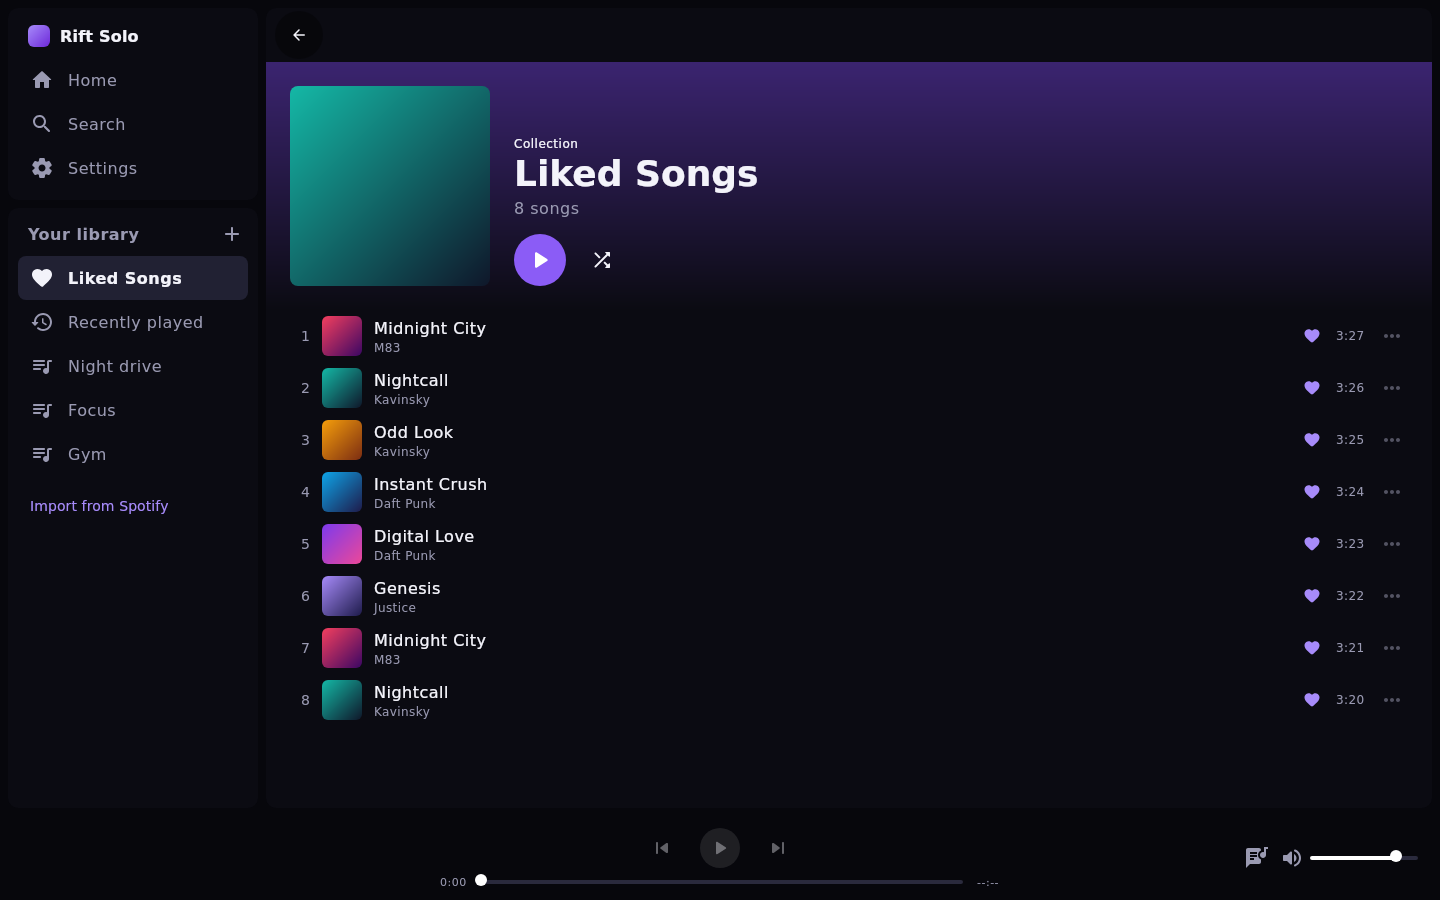 Rift Solo
Home
Search
Settings
Your library
Liked Songs
Recently played
Night drive
Focus
Gym
Import from Spotify
Collection
Liked Songs
8 songs
1 Midnight City 3:27
M83
2 Nightcall 3:26
Kavinsky
3 Odd Look 3:25
Kavinsky
4 Instant Crush 3:24
Daft Punk
5 Digital Love 3:23
Daft Punk
6 Genesis 3:22
Justice
7 Midnight City 3:21
M83
8 Nightcall 3:20
Kavinsky
0:00 --:--